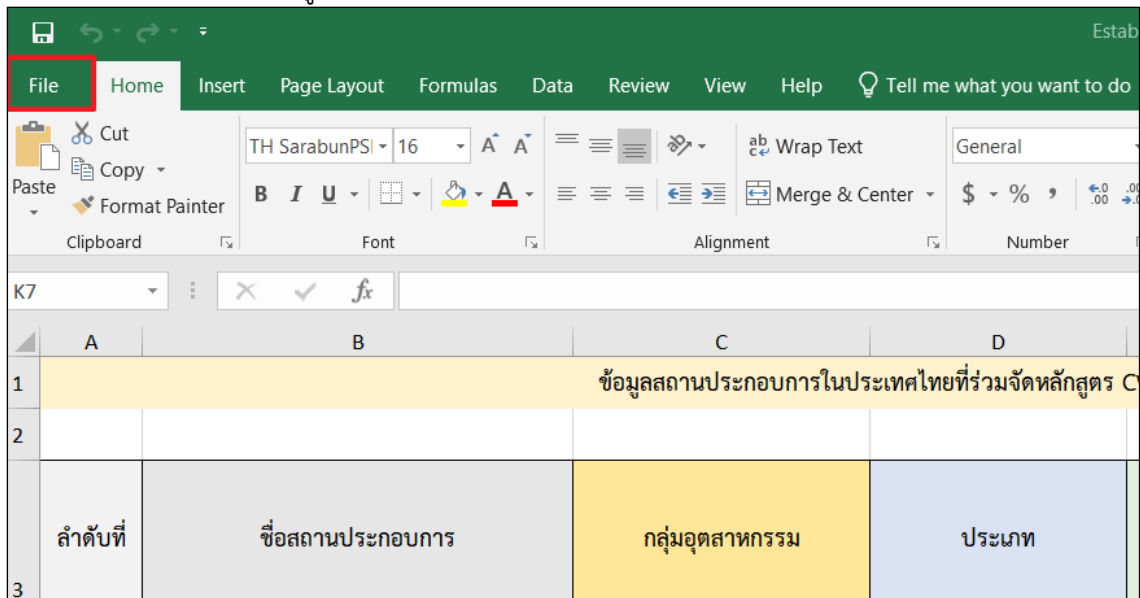 Estab
File Home Insert Page Layout Formulas Data Review View Help Tell me what you want to do
Cut
Copy
Paste
Format Painter
Clipboard
TH SarabunPS 16 A A
B I U A
Font
ab Wrap Text
Merge & Center
Alignment
General
$ % , .0 .00
Number
K7 fx
A B C D
1 ข้อมูลสถานประกอบการในประเทศไทยที่ร่วมจัดหลักสูตร
2
3 ลำดับที่ ชื่อสถานประกอบการ กลุ่มอุตสาหกรรม ประเภท